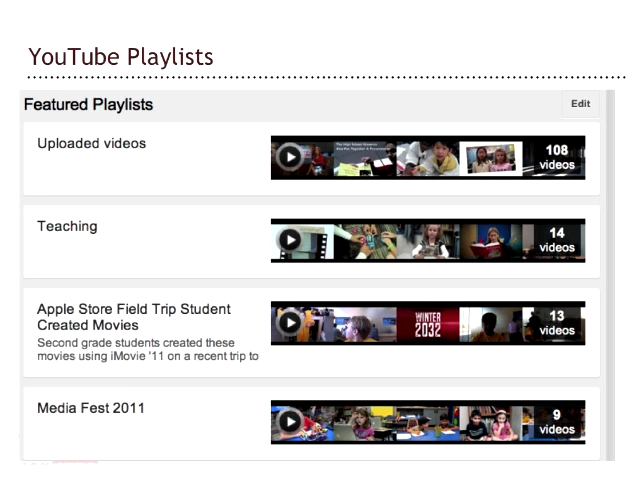 YouTube Playlists
Featured Playlists
Edit
Uploaded videos
108
videos
Teaching
14
videos
Apple Store Field Trip Student
Created Movies
Second grade students created these
movies using iMovie '11 on a recent trip to
WINTER
2032
13
videos
Media Fest 2011
9
videos